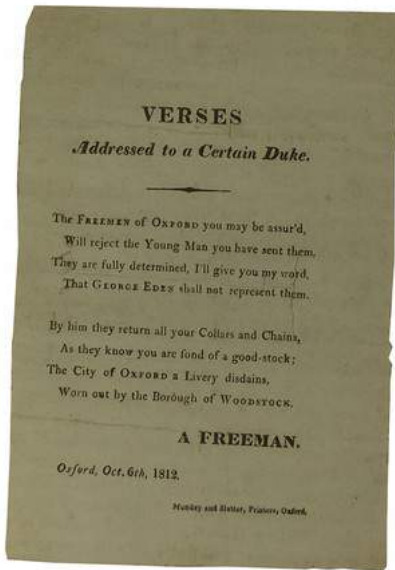 VERSES
Addressed to a Certain Duke.
The FREEMEN of OXFORD you may be assur'd,
Will reject the Young Man you have sent them,
They are fully determined, I'll give you my word,
That GEORGE EDEN shall not represent them.
By him they return all your Collars and Chains,
As they know you are fond of a good-stock;
The City of OXFORD a Livery disdains,
Worn out by the Borough of WOODSTOCK.
A FREEMAN.
Oxford, Oct. 6th, 1812.
Munday and Slatter, Printers, Oxford.